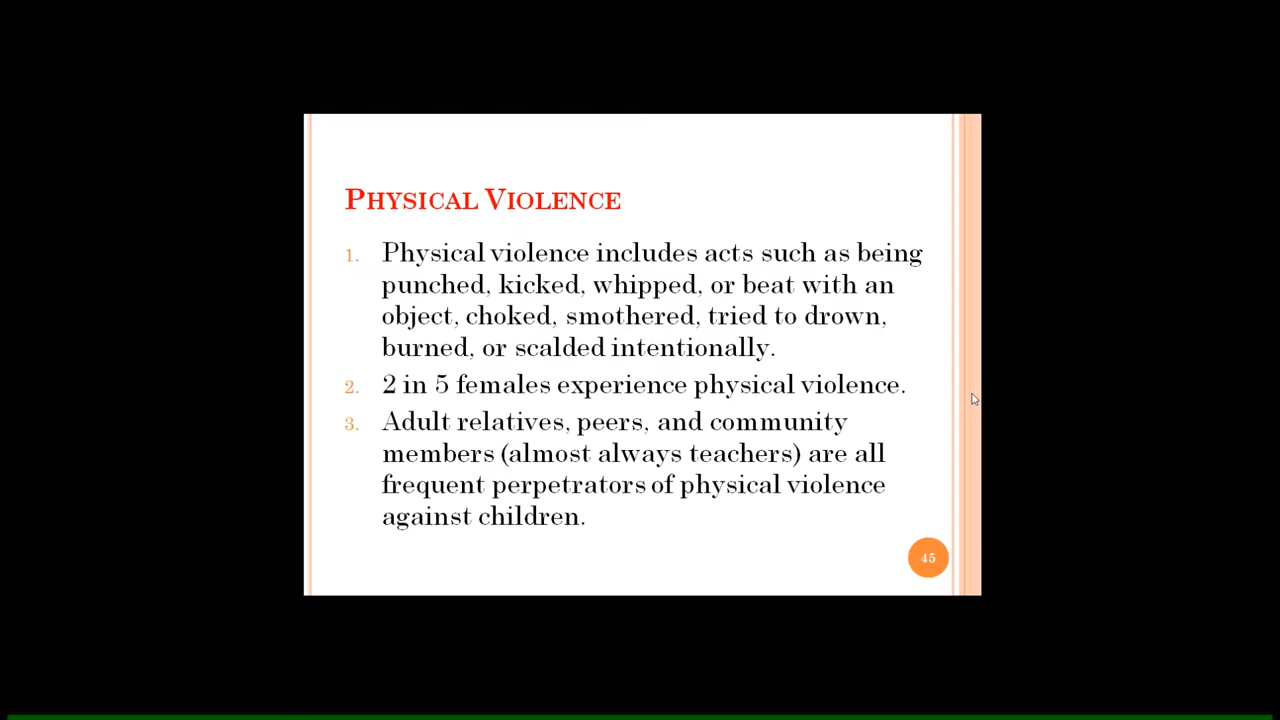 PHYSICAL VIOLENCE
1. Physical violence includes acts such as being
punched, kicked, whipped, or beat with an
object, choked, smothered, tried to drown,
burned, or scalded intentionally.
2. 2 in 5 females experience physical violence.
3. Adult relatives, peers, and community
members (almost always teachers) are all
frequent perpetrators of physical violence
against children.
45